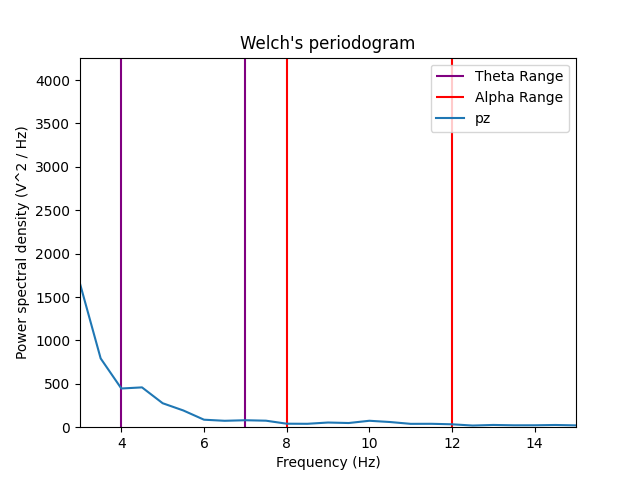 Welch's periodogram
Theta Range
Alpha Range
pz
4000
3500
3000
2500
2000
1500
1000
500
0
Power spectral density (V^2 / Hz)
4 6 8 10 12 14
Frequency (Hz)